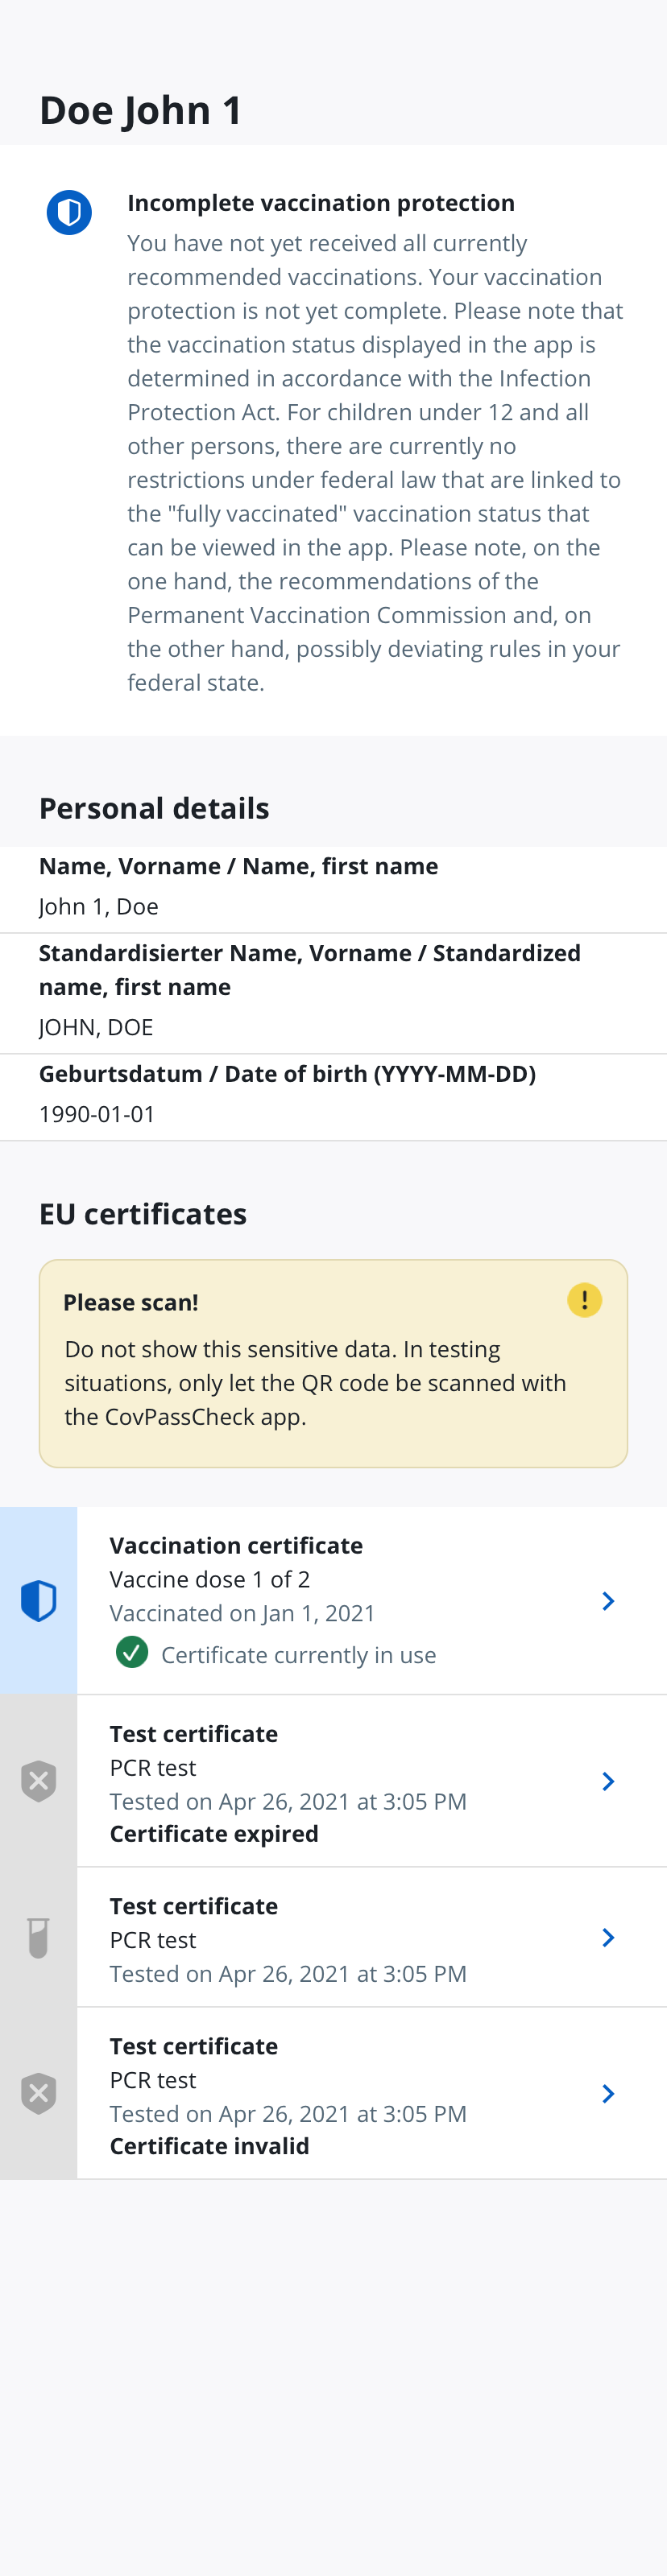 Doe John 1
Incomplete vaccination protection
You have not yet received all currently
recommended vaccinations. Your vaccination
protection is not yet complete. Please note that
the vaccination status displayed in the app is
determined in accordance with the Infection
Protection Act. For children under 12 and all
other persons, there are currently no
restrictions under federal law that are linked to
the "fully vaccinated" vaccination status that
can be viewed in the app. Please note, on the
one hand, the recommendations of the
Permanent Vaccination Commission and, on
the other hand, possibly deviating rules in your
federal state.
Personal details
Name, Vorname / Name, first name
John 1, Doe
Standardisierter Name, Vorname / Standardized
name, first name
JOHN, DOE
Geburtsdatum / Date of birth (YYYY-MM-DD)
1990-01-01
EU certificates
Please scan!
Do not show this sensitive data. In testing
situations, only let the QR code be scanned with
the CovPassCheck app.
Vaccination certificate
Vaccine dose 1 of 2
Vaccinated on Jan 1, 2021
Certificate currently in use
Test certificate
PCR test
Tested on Apr 26, 2021 at 3:05 PM
Certificate expired
Test certificate
PCR test
Tested on Apr 26, 2021 at 3:05 PM
Test certificate
PCR test
Tested on Apr 26, 2021 at 3:05 PM
Certificate invalid